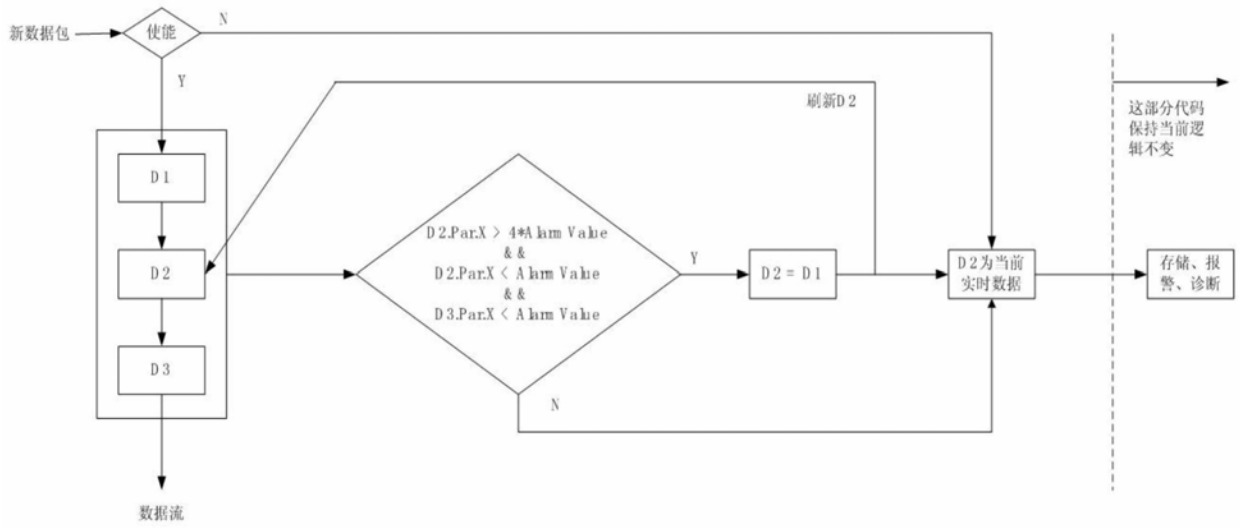 新数据包
使能
N
Y
刷新D2
这部分代码
保持当前逻
辑不变
D1
D2
D3
数据流
D2.Par.X > 4*Alarm Value
&&
D2.Par.X < Alarm Value
&&
D3.Par.X < Alarm Value
Y
N
D2 = D1
D2为当前
实时数据
存储、报
警、诊断